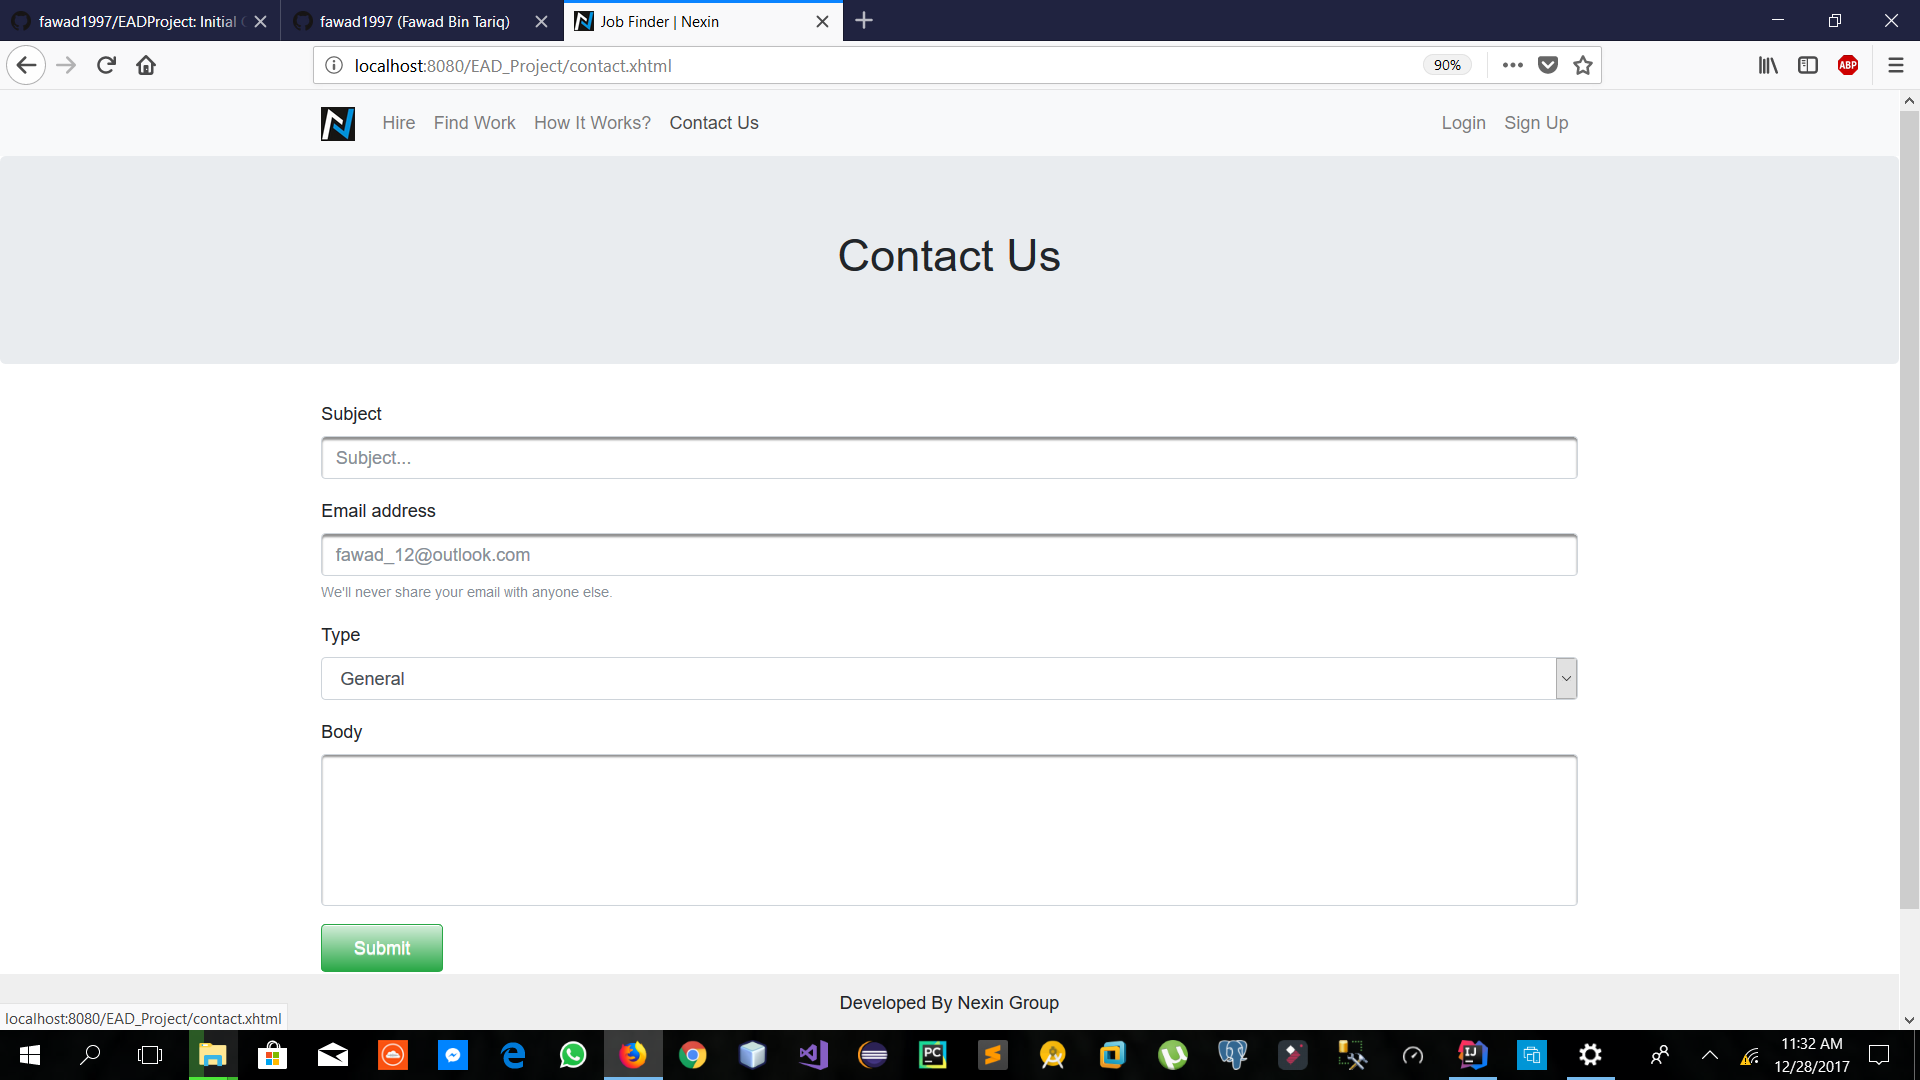 fawad1997/EADProject: Initial
fawad1997 (Fawad Bin Tariq)
Job Finder | Nexin
localhost:8080/EAD_Project/contact.xhtml
90%
ABP
Hire
Find Work
How It Works?
Contact Us
Login
Sign Up
Contact Us
Subject
Subject...
Email address
fawad_12@outlook.com
We'll never share your email with anyone else.
Type
General
Body
Submit
Developed By Nexin Group
localhost:8080/EAD_Project/contact.xhtml
PC
IJ
11:32 AM
12/28/2017